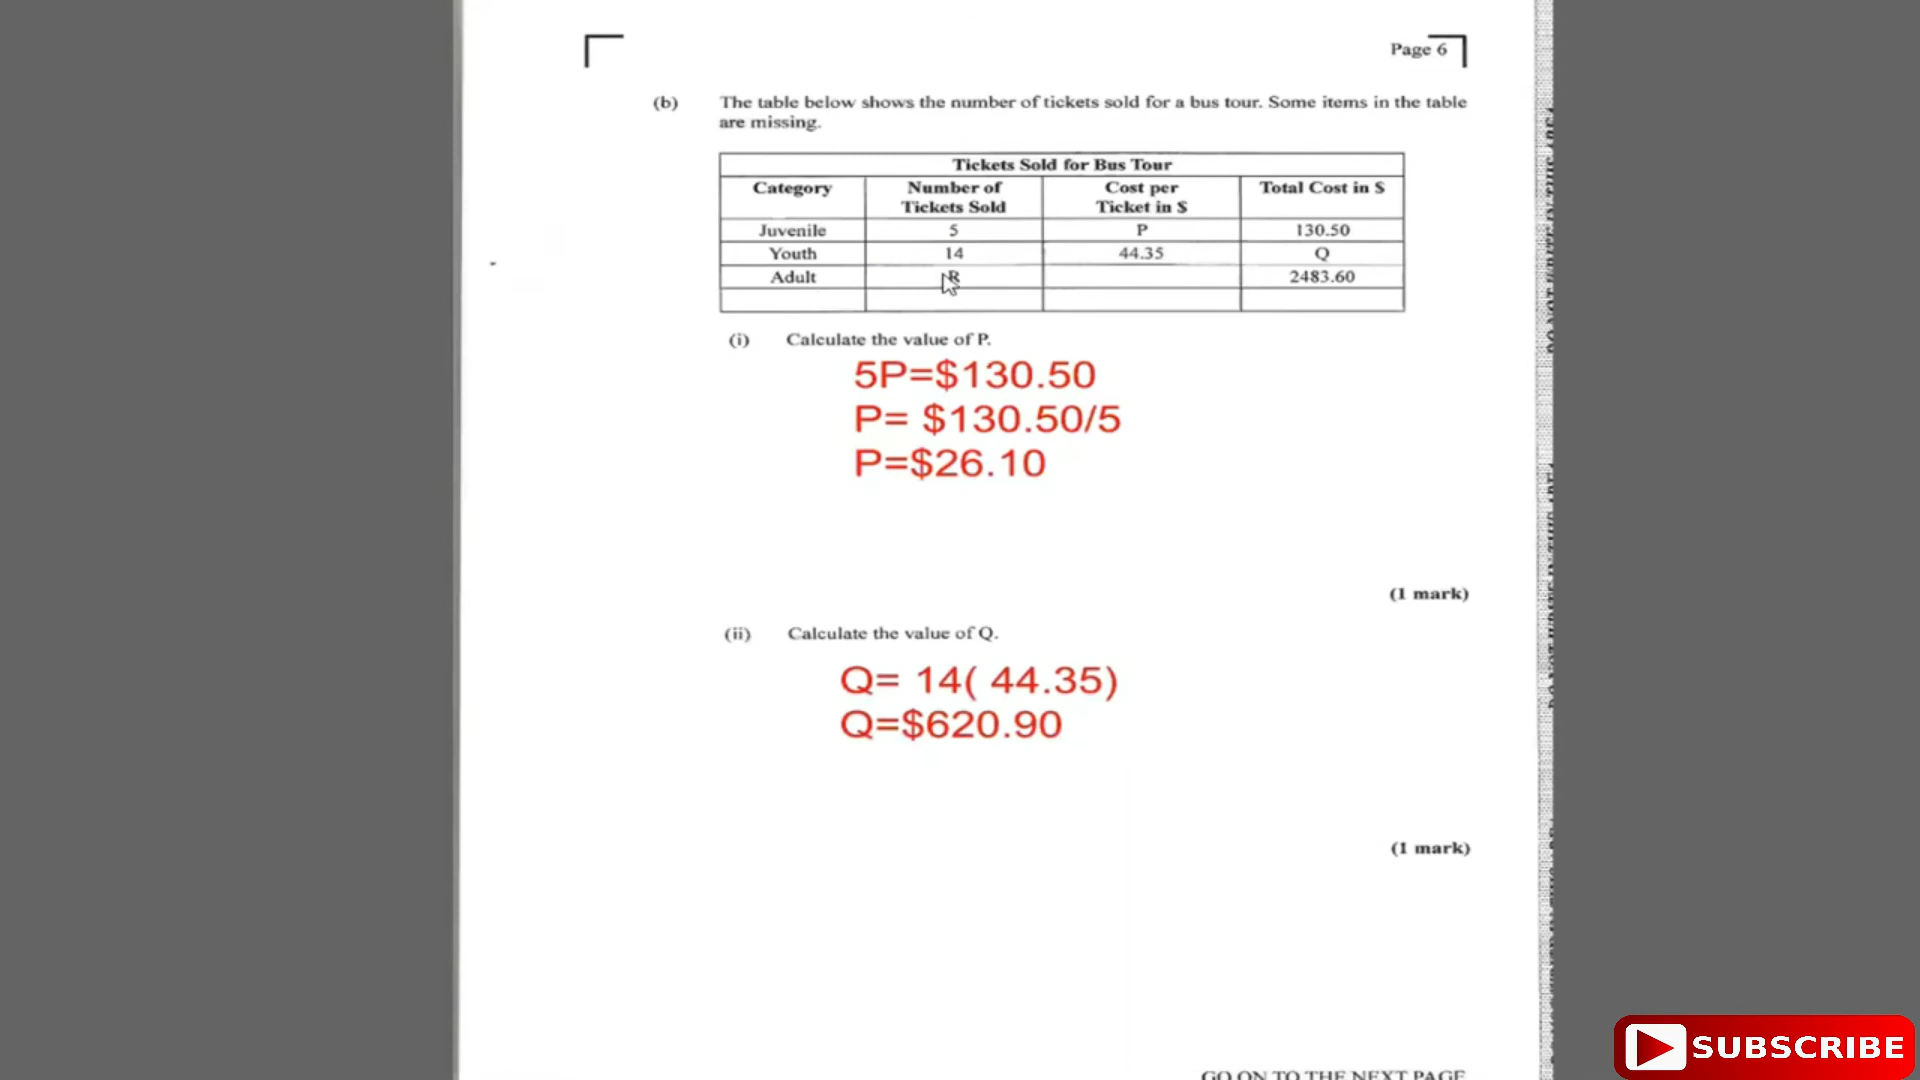 Page 6
(b) The table below shows the number of tickets sold for a bus tour. Some items in the table
are missing.
Tickets Sold for Bus Tour
Category Number of Tickets Sold Cost per Ticket in $ Total Cost in $
Juvenile 5 P 130.50
Youth 14 44.35 Q
Adult R 2483.60
(i) Calculate the value of P.
5P=$130.50
P= $130.50/5
P=$26.10
(1 mark)
(ii) Calculate the value of Q.
Q= 14( 44.35)
Q=$620.90
(1 mark)
GO ON TO THE NEXT PAGE
SUBSCRIBE